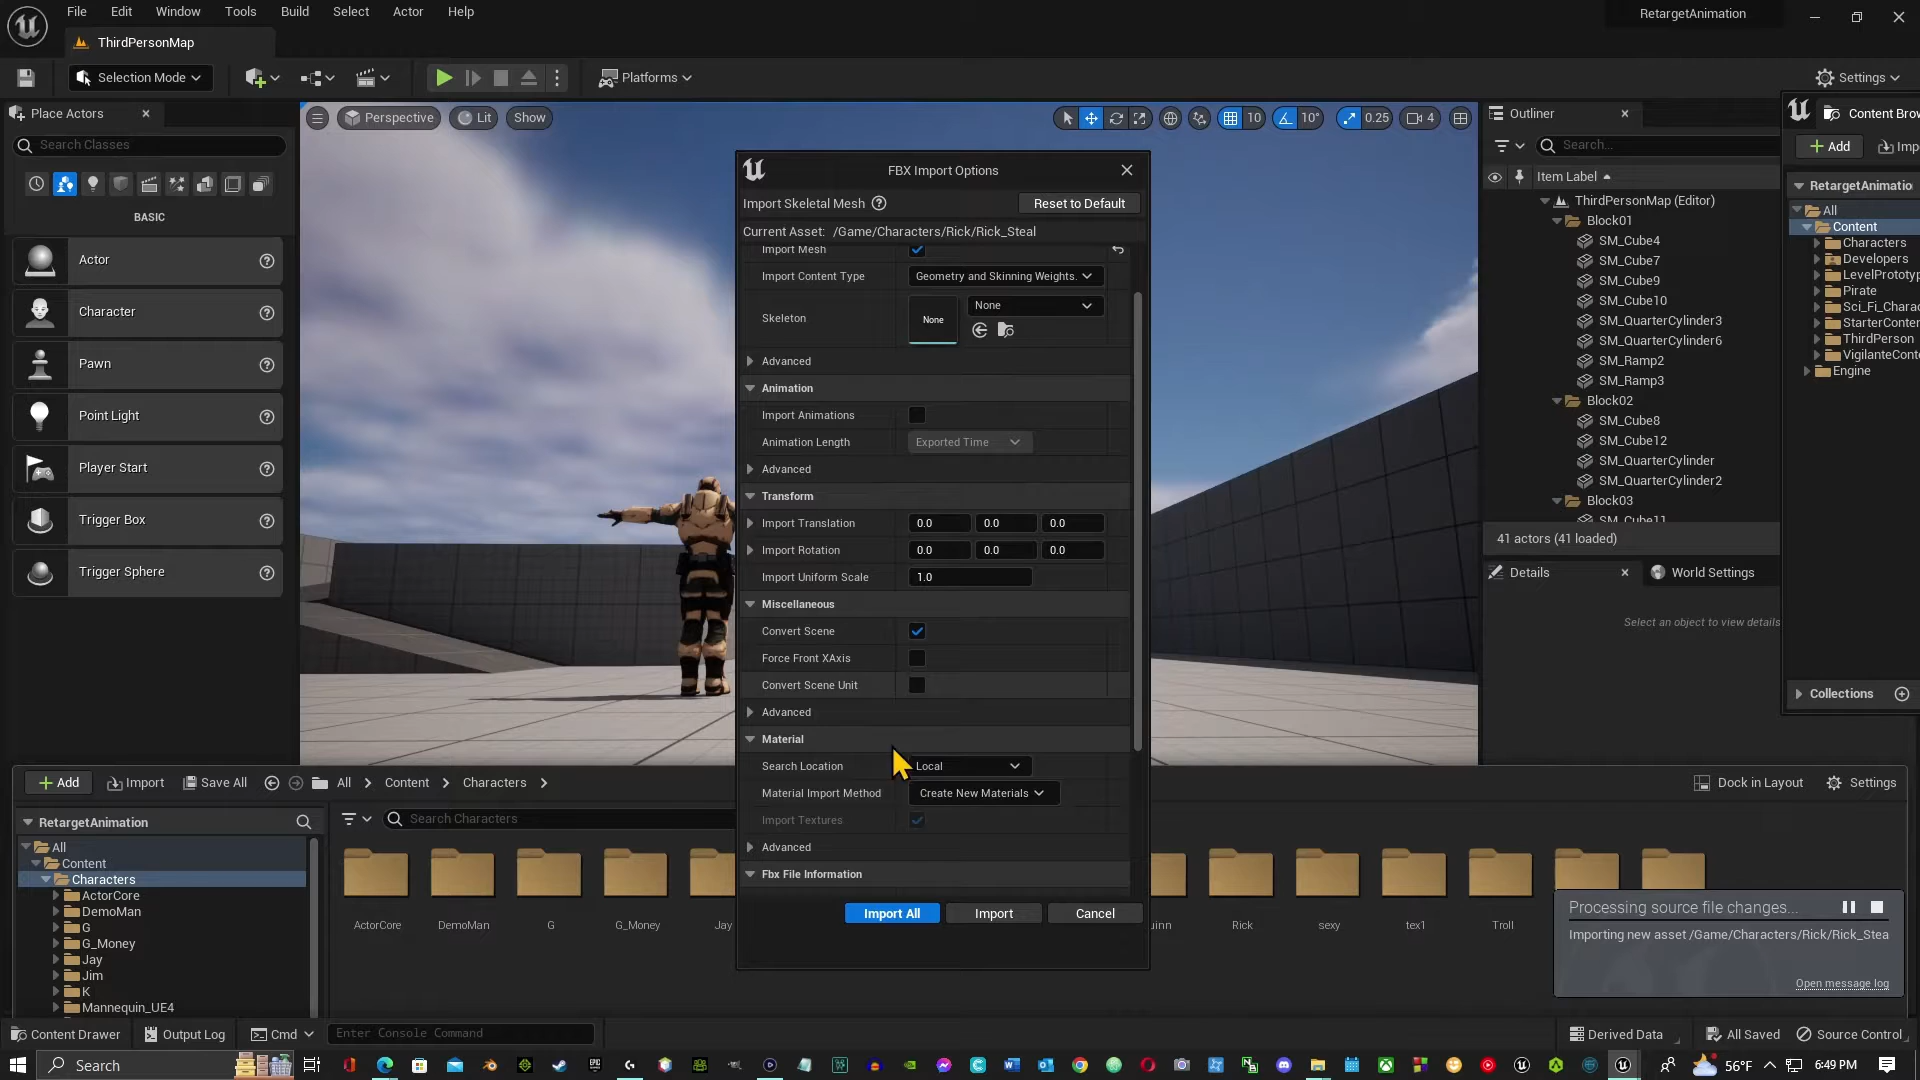 File Edit Window Tools Build Select Actor Help
RetargetAnimation
ThirdPersonMap
Selection Mode
Platforms
Settings
Place Actors
Search Classes
BASIC
Actor
Character
Pawn
Point Light
Player Start
Trigger Box
Trigger Sphere
Perspective
Lit
Show
10
10°
0.25
4
FBX Import Options
Import Skeletal Mesh
Reset to Default
Current Asset: /Game/Characters/Rick/Rick_Steal
Import Mesh
Import Content Type
Geometry and Skinning Weights.
Skeleton
None
None
Advanced
Animation
Import Animations
Animation Length
Exported Time
Advanced
Transform
Import Translation
0.0
0.0
0.0
Import Rotation
0.0
0.0
0.0
Import Uniform Scale
1.0
Miscellaneous
Convert Scene
Force Front XAxis
Convert Scene Unit
Advanced
Material
Search Location
Local
Material Import Method
Create New Materials
Import Textures
Advanced
Fbx File Information
Import All
Import
Cancel
Outliner
Search...
Item Label
ThirdPersonMap (Editor)
Block01
SM_Cube4
SM_Cube7
SM_Cube9
SM_Cube10
SM_QuarterCylinder3
SM_QuarterCylinder6
SM_Ramp2
SM_Ramp3
Block02
SM_Cube8
SM_Cube12
SM_QuarterCylinder
SM_QuarterCylinder2
Block03
SM_Cube11
41 actors (41 loaded)
Details
World Settings
Select an object to view details
Content Brow
Add
Impo
RetargetAnimatio
All
Content
Characters
Developers
LevelPrototyp
Pirate
Sci_Fi_Charac
StarterConten
ThirdPerson
VigilanteConte
Engine
Collections
Add
Import
Save All
All
Content
Characters
Dock in Layout
Settings
RetargetAnimation
All
Content
Characters
ActorCore
DemoMan
G
G_Money
Jay
Jim
K
Mannequin_UE4
Search Characters
ActorCore
DemoMan
G
G_Money
Jay
uinn
Rick
sexy
tex1
Troll
Processing source file changes...
Importing new asset /Game/Characters/Rick/Rick_Stea
Open message log
Content Drawer
Output Log
Cmd
Enter Console Command
Derived Data
All Saved
Source Control
Search
56°F
6:49 PM